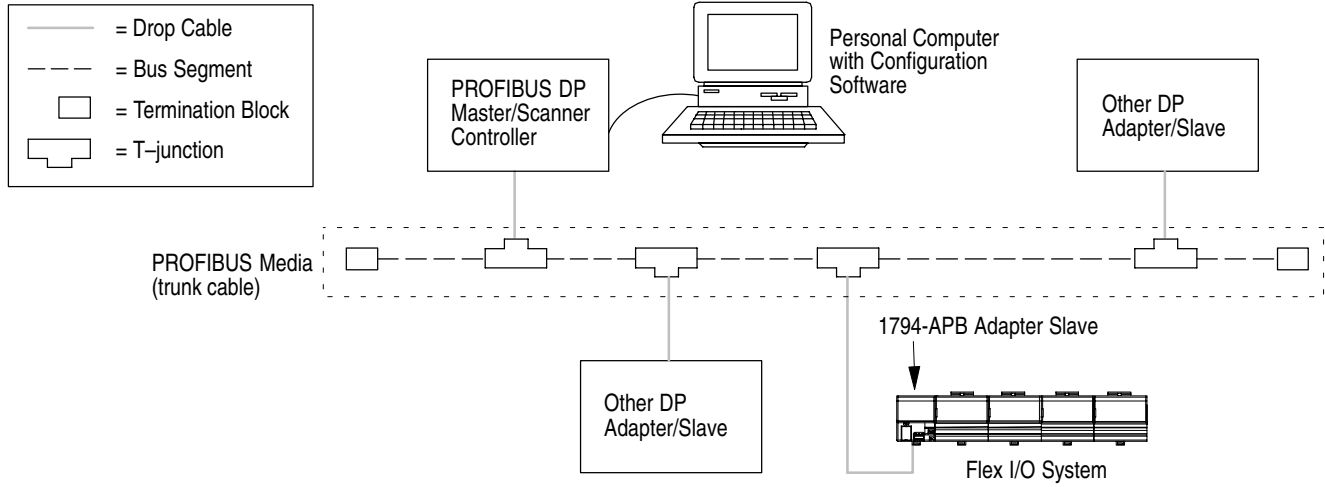 = Drop Cable
= Bus Segment
= Termination Block
= T–junction
PROFIBUS DP
Master/Scanner
Controller
Personal Computer
with Configuration
Software
Other DP
Adapter/Slave
PROFIBUS Media
(trunk cable)
1794-APB Adapter Slave
Other DP
Adapter/Slave
Flex I/O System